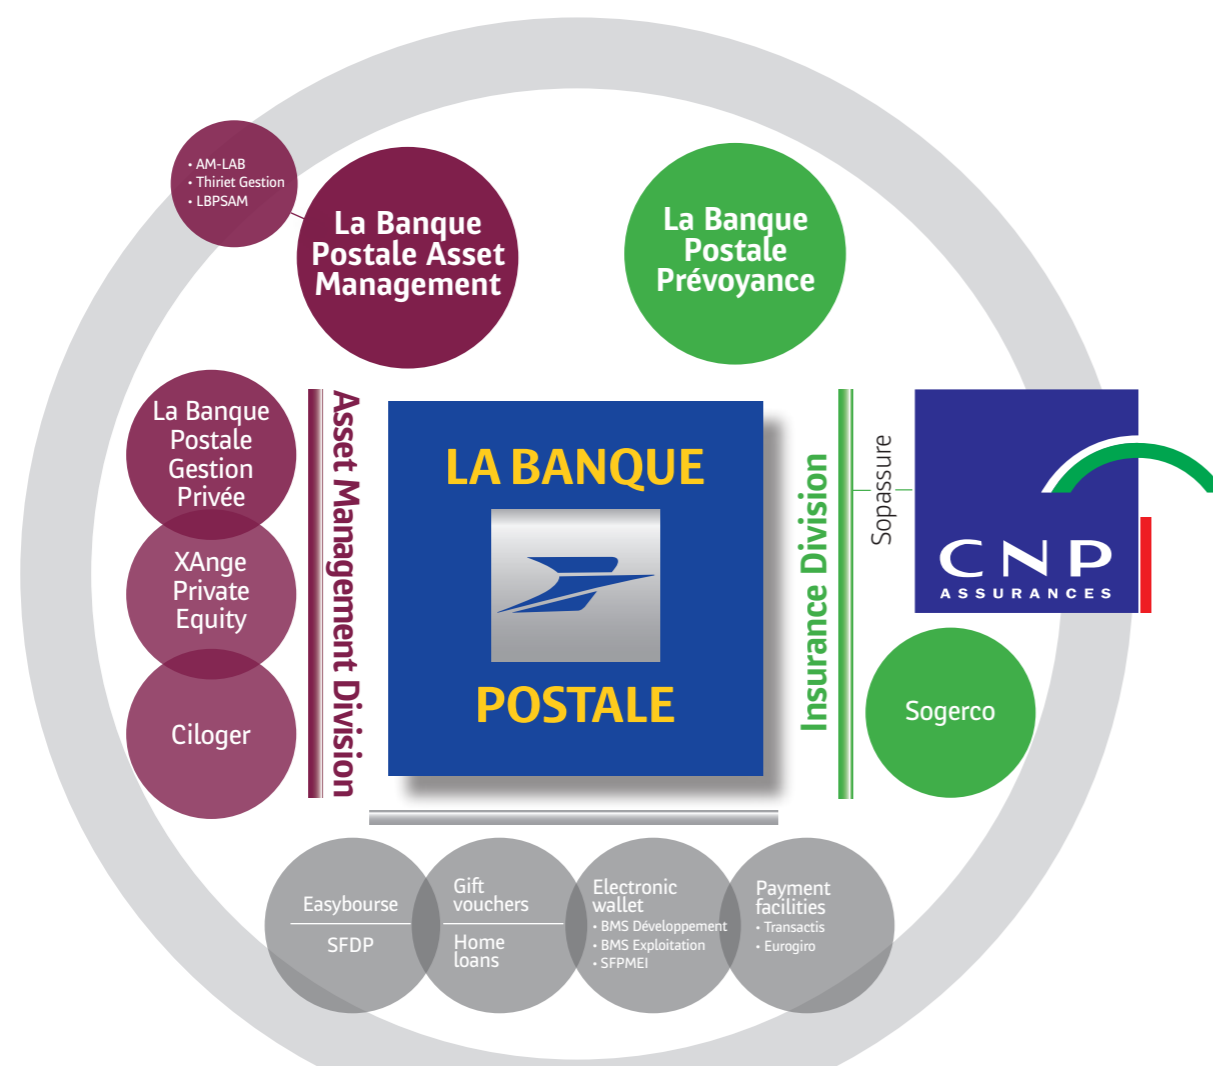 • AM-LAB
• Thiriet Gestion
• LBPSAM
La Banque
Postale Asset
Management
La Banque
Postale
Prévoyance
La Banque
Postale
Gestion
Privée
XAnge
Private
Equity
Ciloger
Asset Management Division
LA BANQUE
POSTALE
Insurance Division
Sopassure
CNP
ASSURANCES
Sogerco
Easybourse
SFDP
Gift
vouchers
Home
loans
Electronic
wallet
• BMS Développement
• BMS Exploitation
• SFPMEI
Payment
facilities
• Transactis
• Eurogiro